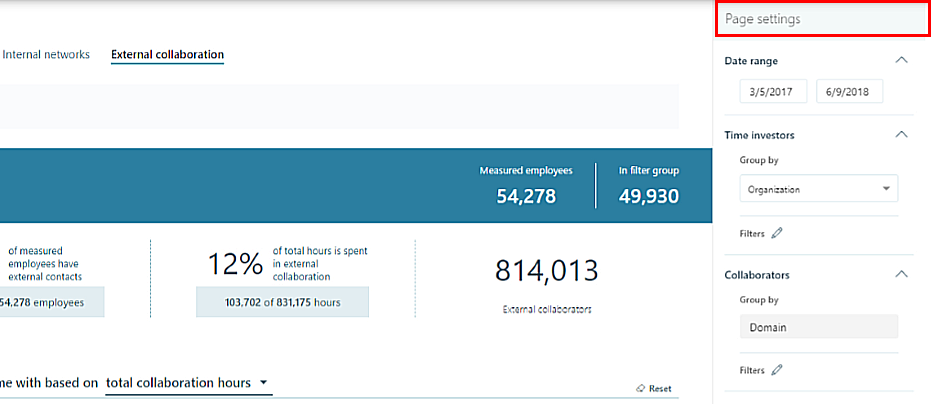 Page settings
Internal networks External collaboration
Date range
3/5/2017 6/9/2018
Time investors
Group by
Organization
Filters
Measured employees In filter group
54,278 49,930
of measured
employees have
external contacts
54,278 employees
12%
of total hours is spent
in external
collaboration
103,702 of 831,175 hours
814,013
External collaborators
Collaborators
Group by
Domain
Filters
me with based on total collaboration hours
Reset